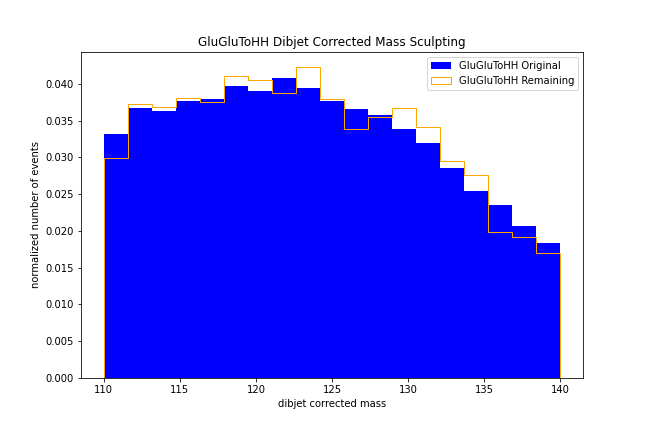 GluGluToHH Dibjet Corrected Mass Sculpting
GluGluToHH Original
GluGluToHH Remaining
normalized number of events
0.040
0.035
0.030
0.025
0.020
0.015
0.010
0.005
0.000
110 115 120 125 130 135 140
dibjet corrected mass